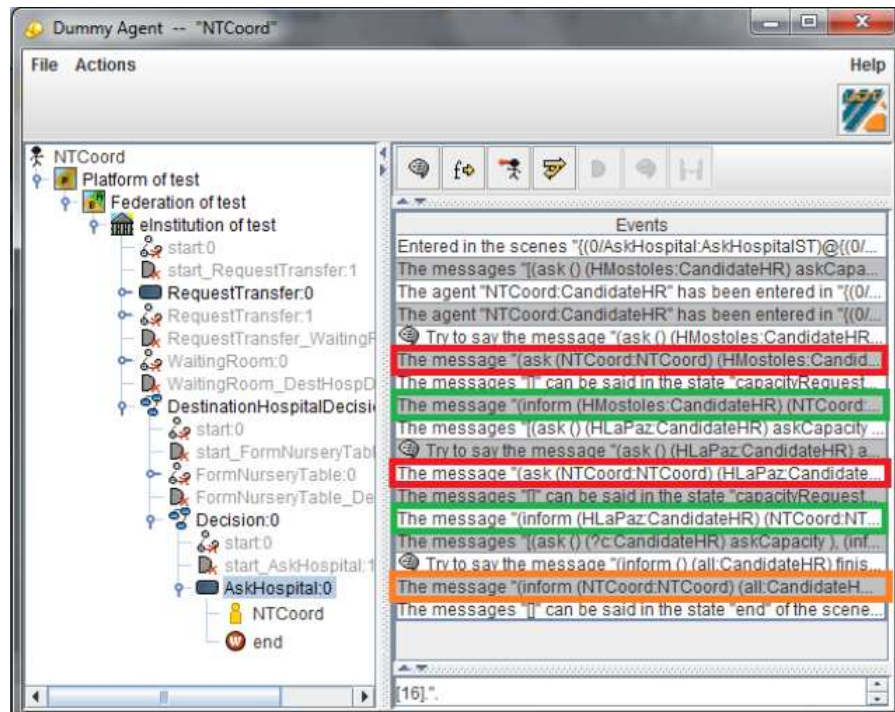 Dummy Agent -- "NTCoord"
File Actions Help
NTCoord
Platform of test
Federation of test
eInstitution of test
start:0
start_RequestTransfer:1
RequestTransfer:0
RequestTransfer:1
RequestTransfer_WaitingR
WaitingRoom:0
WaitingRoom_DestHospD
DestinationHospitalDecisi
start:0
start_FormNurseryTabl
FormNurseryTable:0
FormNurseryTable_De
Decision:0
start:0
start_AskHospital:1
AskHospital:0
NTCoord
end
Events
Entered in the scenes "{(0/AskHospital:AskHospitalST)@{(0/...
The messages "[(ask () (HMostoles:CandidateHR) askCapa...
The agent "NTCoord:CandidateHR" has been entered in "{(0/...
The agent "NTCoord:CandidateHR" has been entered in "{(0/...
Try to say the message "(ask () (HMostoles:CandidateHR...
The message "(ask (NTCoord:NTCoord) (HMostoles:Candid...
The messages "[]" can be said in the state "capacityRequest...
The message "(inform (HMostoles:CandidateHR) (NTCoord:...
The messages "[(ask () (HLaPaz:CandidateHR) askCapacity ...
Try to say the message "(ask () (HLaPaz:CandidateHR) a...
The message "(ask (NTCoord:NTCoord) (HLaPaz:Candidate...
The messages "[]" can be said in the state "capacityRequest...
The message "(inform (HLaPaz:CandidateHR) (NTCoord:NT...
The messages "[(ask () (?c:CandidateHR) askCapacity ), (inf...
Try to say the message "(inform () (all:CandidateHR) finis...
The message "(inform (NTCoord:NTCoord) (all:CandidateH...
The messages "[]" can be said in the state "end" of the scene...
[16].".